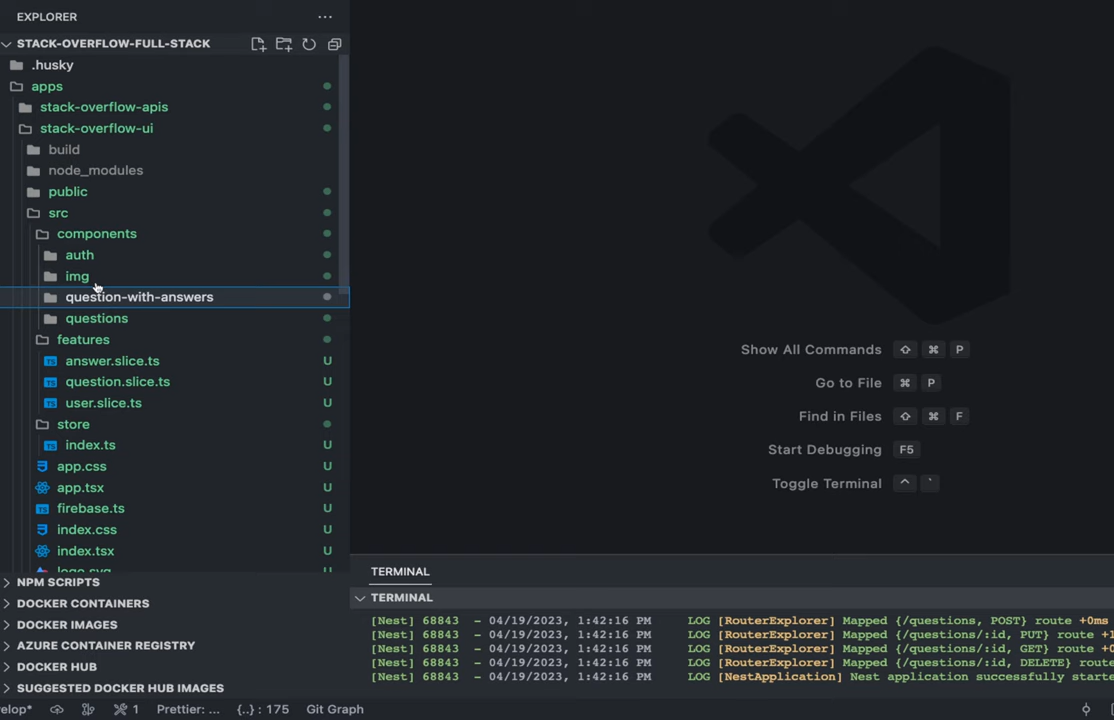 EXPLORER
STACK-OVERFLOW-FULL-STACK
.husky
apps
stack-overflow-apis
stack-overflow-ui
build
node_modules
public
src
components
auth
img
question-with-answers
questions
features
answer.slice.ts U
question.slice.ts U
user.slice.ts U
store
index.ts U
app.css U
app.tsx U
firebase.ts U
index.css U
index.tsx U
logo.svg U
NPM SCRIPTS
DOCKER CONTAINERS
DOCKER IMAGES
AZURE CONTAINER REGISTRY
DOCKER HUB
SUGGESTED DOCKER HUB IMAGES
Show All Commands ⇧ ⌘ P
Go to File ⌘ P
Find in Files ⇧ ⌘ F
Start Debugging F5
Toggle Terminal ^ `
TERMINAL
TERMINAL
[Nest] 68843 - 04/19/2023, 1:42:16 PM LOG [RouterExplorer] Mapped {/questions, POST} route +0ms
[Nest] 68843 - 04/19/2023, 1:42:16 PM LOG [RouterExplorer] Mapped {/questions/:id, PUT} route +1
[Nest] 68843 - 04/19/2023, 1:42:16 PM LOG [RouterExplorer] Mapped {/questions/:id, GET} route +0
[Nest] 68843 - 04/19/2023, 1:42:16 PM LOG [RouterExplorer] Mapped {/questions/:id, DELETE} route
[Nest] 68843 - 04/19/2023, 1:42:16 PM LOG [NestApplication] Nest application successfully starte
velop* 1 Prettier: ... {..} : 175 Git Graph